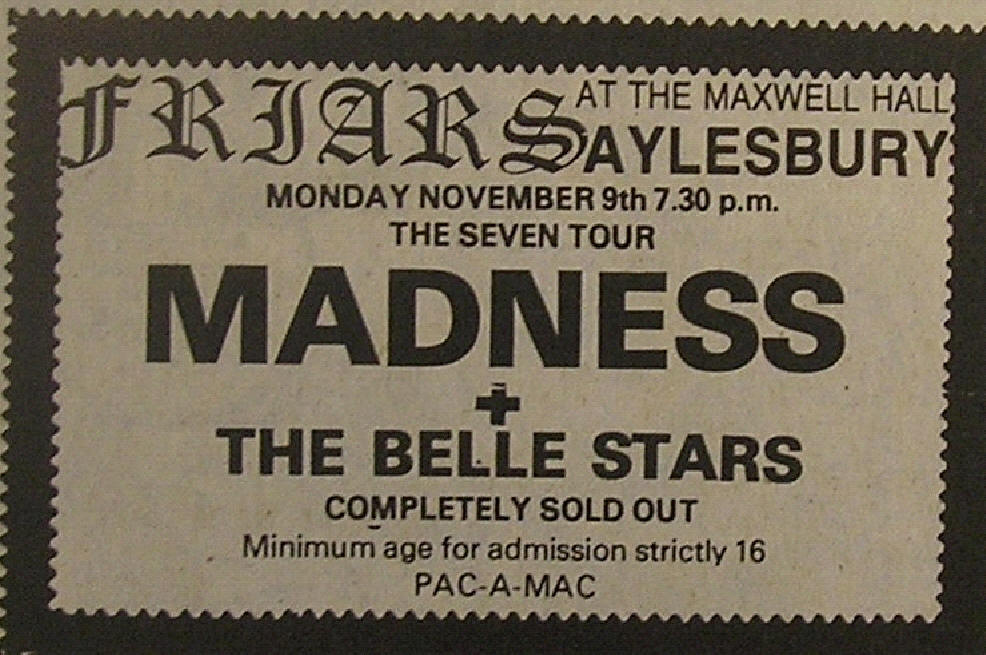 FRIARS AT THE MAXWELL HALL
AYLESBURY
MONDAY NOVEMBER 9th 7.30 p.m.
THE SEVEN TOUR
MADNESS
+
THE BELLE STARS
COMPLETELY SOLD OUT
Minimum age for admission strictly 16
PAC-A-MAC